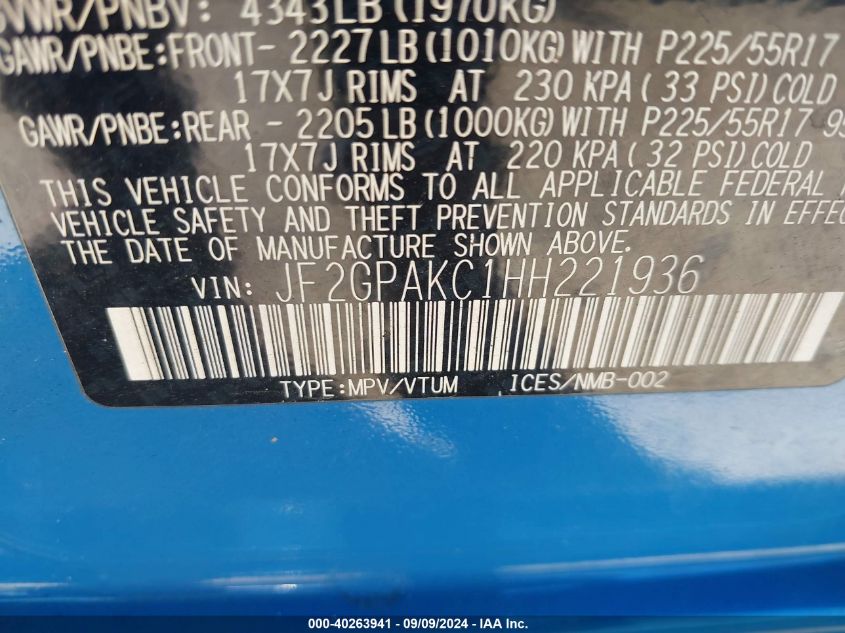 GVWR/PNBV: 4343LB (1970KG)
GAWR/PNBE:FRONT- 2227LB(1010KG)WITH P225/55R17
17X7J RIMS AT 230 KPA(33 PSI)COLD
GAWR/PNBE:REAR - 2205LB(1000KG)WITH P225/55R17
17X7J RIMS AT 220 KPA(32 PSI)COLD
THIS VEHICLE CONFORMS TO ALL APPLICABLE FEDERAL
VEHICLE SAFETY AND THEFT PREVENTION STANDARDS IN EFFE
THE DATE OF MANUFACTURE SHOWN ABOVE.
VIN: JF2GPAKC1HH221936
TYPE:MPV/VTUM ICES/NMB-002
000-40263941 - 09/09/2024 - IAAI.COM